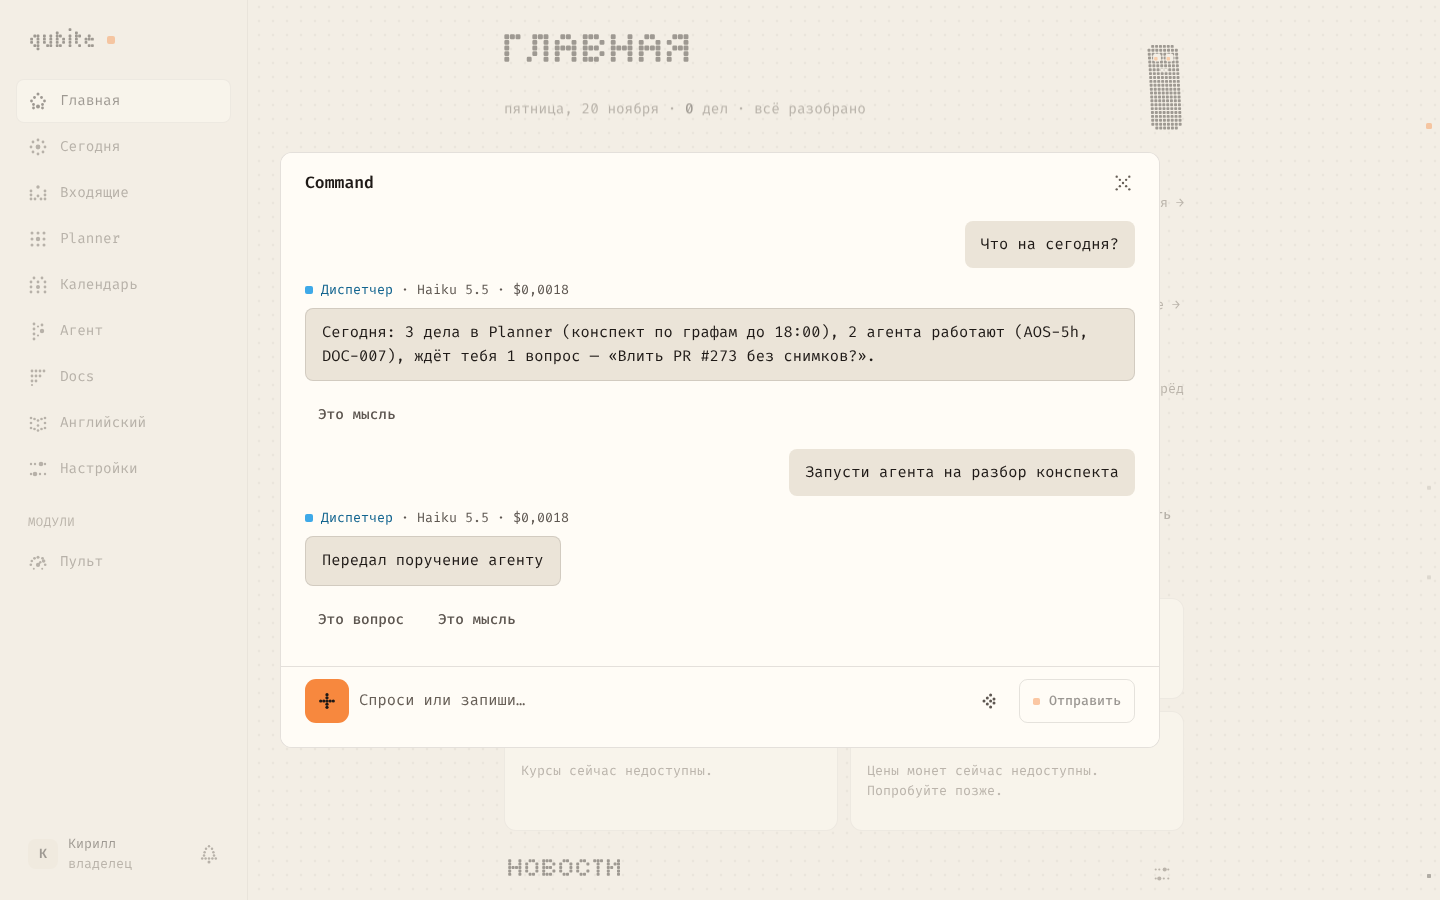 qubite
Главная
Сегодня
Входящие
Planner
Календарь
Агент
Docs
Английский
Настройки
МОДУЛИ
Пульт
К
Кирилл
владелец
ГЛАВНАЯ
пятница, 20 ноября · 0 дел · всё разобрано
Command
Что на сегодня?
Диспетчер · Haiku 5.5 · $0,0018
Сегодня: 3 дела в Planner (конспект по графам до 18:00), 2 агента работают (AOS-5h,
DOC-007), ждёт тебя 1 вопрос — «Влить PR #273 без снимков?».
Это мысль
Запусти агента на разбор конспекта
Диспетчер · Haiku 5.5 · $0,0018
Передал поручение агенту
Это вопрос Это мысль
Спроси или запиши…
Отправить
я →
е →
рёд
ть
Курсы сейчас недоступны.
Цены монет сейчас недоступны.
Попробуйте позже.
НОВОСТИ